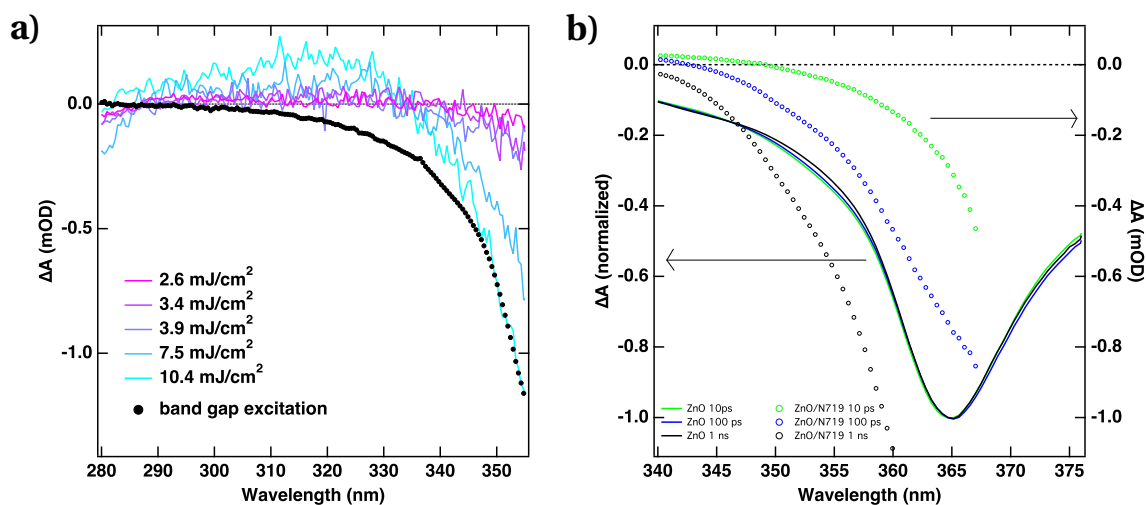 a)
0.0
-0.5
-1.0
ΔA (mOD)
2.6 mJ/cm²
3.4 mJ/cm²
3.9 mJ/cm²
7.5 mJ/cm²
10.4 mJ/cm²
band gap excitation
280 290 300 310 320 330 340 350
Wavelength (nm)
b)
0.0
-0.2
-0.4
-0.6
-0.8
-1.0
ΔA (normalized)
ZnO 10ps
ZnO 100 ps
ZnO 1 ns
ZnO/N719 10 ps
ZnO/N719 100 ps
ZnO/N719 1 ns
0.0
-0.2
-0.4
-0.6
-0.8
-1.0
ΔA (mOD)
340 345 350 355 360 365 370 375
Wavelength (nm)